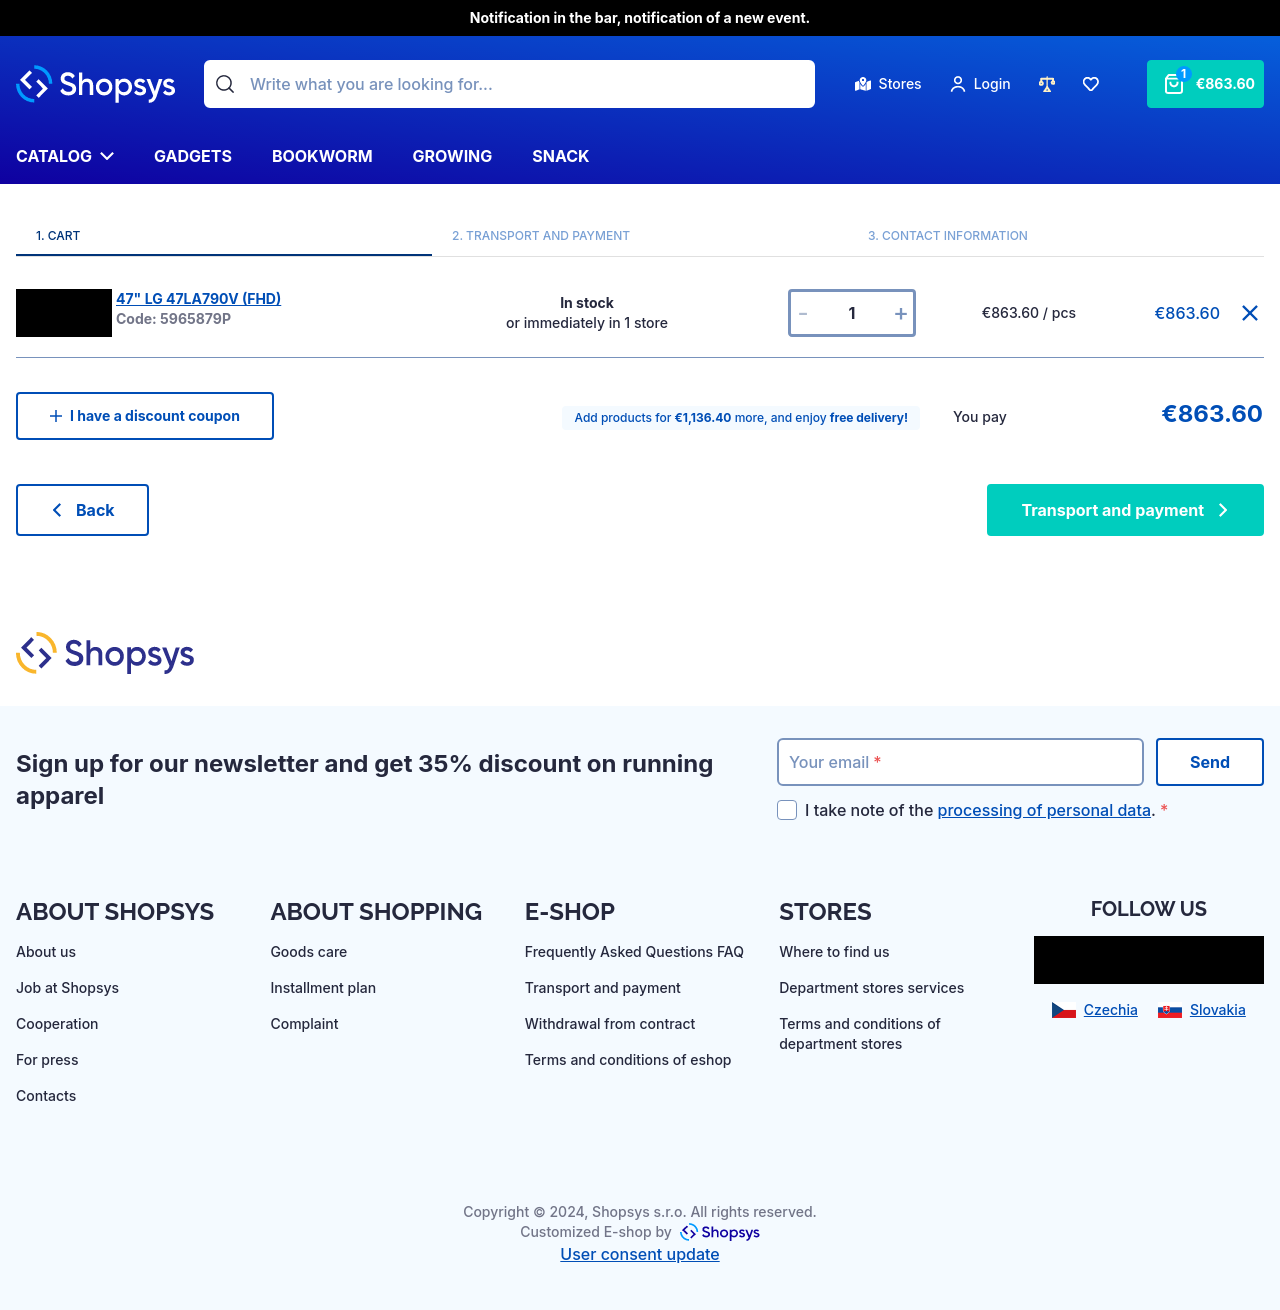 Notification in the bar, notification of a new event.
Shopsys
Write what you are looking for...
Stores
Login
1
€863.60
CATALOG
GADGETS
BOOKWORM
GROWING
SNACK
1. CART
2. TRANSPORT AND PAYMENT
3. CONTACT INFORMATION
47" LG 47LA790V (FHD)
Code: 5965879P
In stock
or immediately in 1 store
− 1 +
€863.60 / pcs
€863.60
I have a discount coupon
Add products for €1,136.40 more, and enjoy free delivery!
You pay
€863.60
Back
Transport and payment
Shopsys
Sign up for our newsletter and get 35% discount on running
apparel
Your email *
Send
I take note of the processing of personal data. *
ABOUT SHOPSYS
About us
Job at Shopsys
Cooperation
For press
Contacts
ABOUT SHOPPING
Goods care
Installment plan
Complaint
E-SHOP
Frequently Asked Questions FAQ
Transport and payment
Withdrawal from contract
Terms and conditions of eshop
STORES
Where to find us
Department stores services
Terms and conditions of
department stores
FOLLOW US
Czechia
Slovakia
Copyright © 2024, Shopsys s.r.o. All rights reserved.
Customized E-shop by Shopsys
User consent update